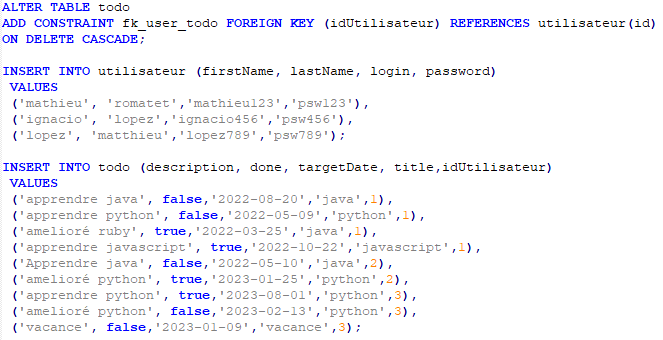 ALTER TABLE todo
ADD CONSTRAINT fk_user_todo FOREIGN KEY (idUtilisateur) REFERENCES utilisateur(id)
ON DELETE CASCADE;
INSERT INTO utilisateur (firstName, lastName, login, password)
VALUES
('mathieu', 'romatet','mathieu123','psw123'),
('ignacio', 'lopez','ignacio456','psw456'),
('lopez', 'matthieu','lopez789','psw789');
INSERT INTO todo (description, done, targetDate, title,idUtilisateur)
VALUES
('apprendre java', false,'2022-08-20','java',1),
('apprendre python', false,'2022-05-09','python',1),
('amelioré ruby', true,'2022-03-25','java',1),
('apprendre javascript', true,'2022-10-22','javascript',1),
('Apprendre java', false,'2022-05-10','java',2),
('amelioré python', true,'2023-01-25','python',2),
('apprendre python', true,'2023-08-01','python',3),
('amelioré python', false,'2023-02-13','python',3),
('vacance', false,'2023-01-09','vacance',3);